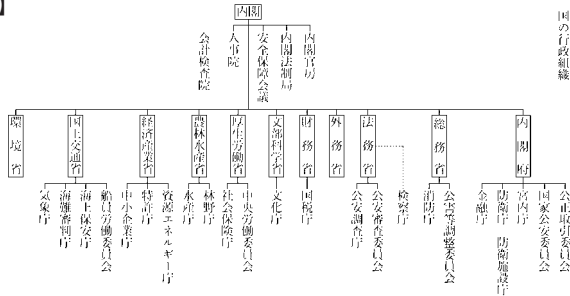 】
国の行政組織
内閣
内閣官房
内閣法制局
安全保障会議
人事院
会計検査院
内閣府
総務省
法務省
外務省
財務省
文部科学省
厚生労働省
農林水産省
経済産業省
国土交通省
環境省
公正取引委員会
国家公安委員会
宮内庁
防衛庁 防衛施設庁
金融庁
公害等調整委員会
消防庁
検察庁
公安審査委員会
公安調査庁
国税庁
文化庁
中央労働委員会
社会保険庁
林野庁
水産庁
資源エネルギー庁
特許庁
中小企業庁
船員労働委員会
海上保安庁
海難審判庁
気象庁